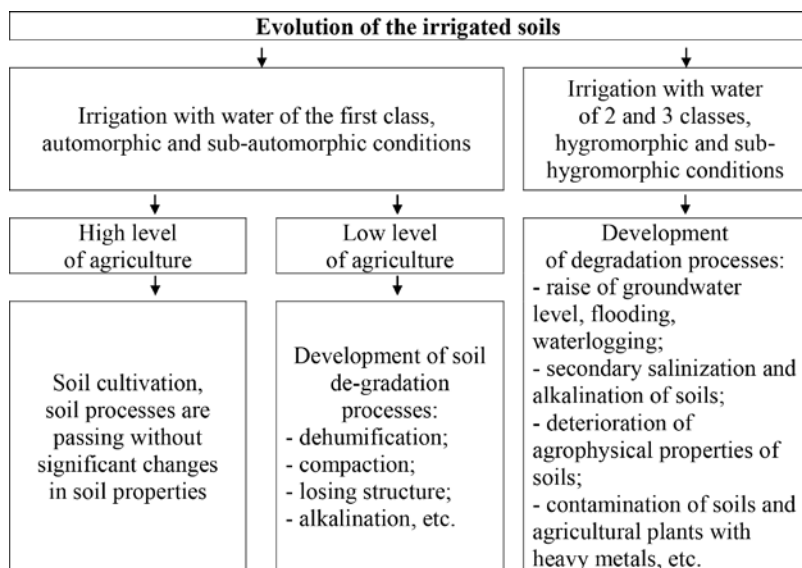 Evolution of the irrigated soils
Irrigation with water of the first class,
automorphic and sub-automorphic conditions
Irrigation with water
of 2 and 3 classes,
hygromorphic and sub-
hygromorphic conditions
High level
of agriculture
Low level
of agriculture
Soil cultivation,
soil processes are
passing without
significant changes
in soil properties
Development of soil
de-gradation
processes:
- dehumification;
- compaction;
- losing structure;
- alkalination, etc.
Development
of degradation processes:
- raise of groundwater
level, flooding,
waterlogging;
- secondary salinization and
alkalination of soils;
- deterioration of
agrophysical properties of
soils;
- contamination of soils and
agricultural plants with
heavy metals, etc.